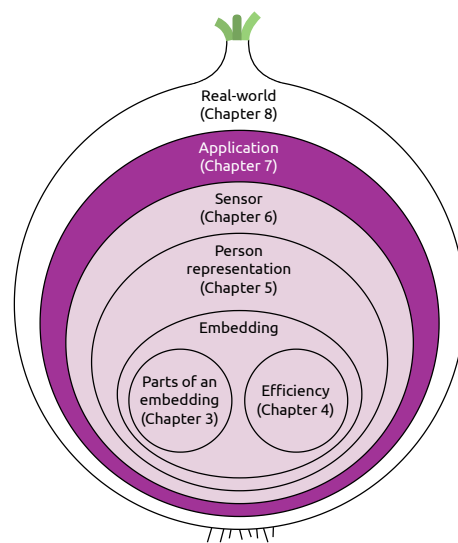 Real-world
(Chapter 8)
Application
(Chapter 7)
Sensor
(Chapter 6)
Person
representation
(Chapter 5)
Embedding
Parts of an
embedding
(Chapter 3)
Efficiency
(Chapter 4)